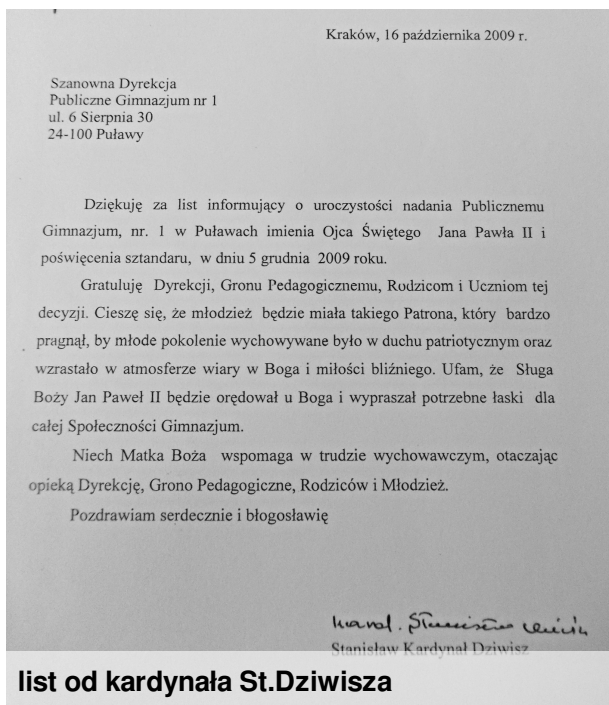 Kraków, 16 października 2009 r.
Szanowna Dyrekcja
Publiczne Gimnazjum nr 1
ul. 6 Sierpnia 30
24-100 Puławy
Dziękuję za list informujący o uroczystości nadania Publicznemu
Gimnazjum, nr. 1 w Puławach imienia Ojca Świętego Jana Pawła II i
poświęcenia sztandaru, w dniu 5 grudnia 2009 roku.
Gratuluję Dyrekcji, Gronu Pedagogicznemu, Rodzicom i Uczniom tej
decyzji. Cieszę się, że młodzież będzie miała takiego Patrona, który bardzo
pragnął, by młode pokolenie wychowywane było w duchu patriotycznym oraz
wzrastało w atmosferze wiary w Boga i miłości bliźniego. Ufam, że Sługa
Boży Jan Paweł II będzie orędował u Boga i wypraszał potrzebne łaski dla
całej Społeczności Gimnazjum.
Niech Matka Boża wspomaga w trudzie wychowawczym, otaczając
opieką Dyrekcję, Grono Pedagogiczne, Rodziców i Młodzież.
Pozdrawiam serdecznie i błogosławię
Stanisław Kardynał Dziwisz
list od kardynała St.Dziwisza